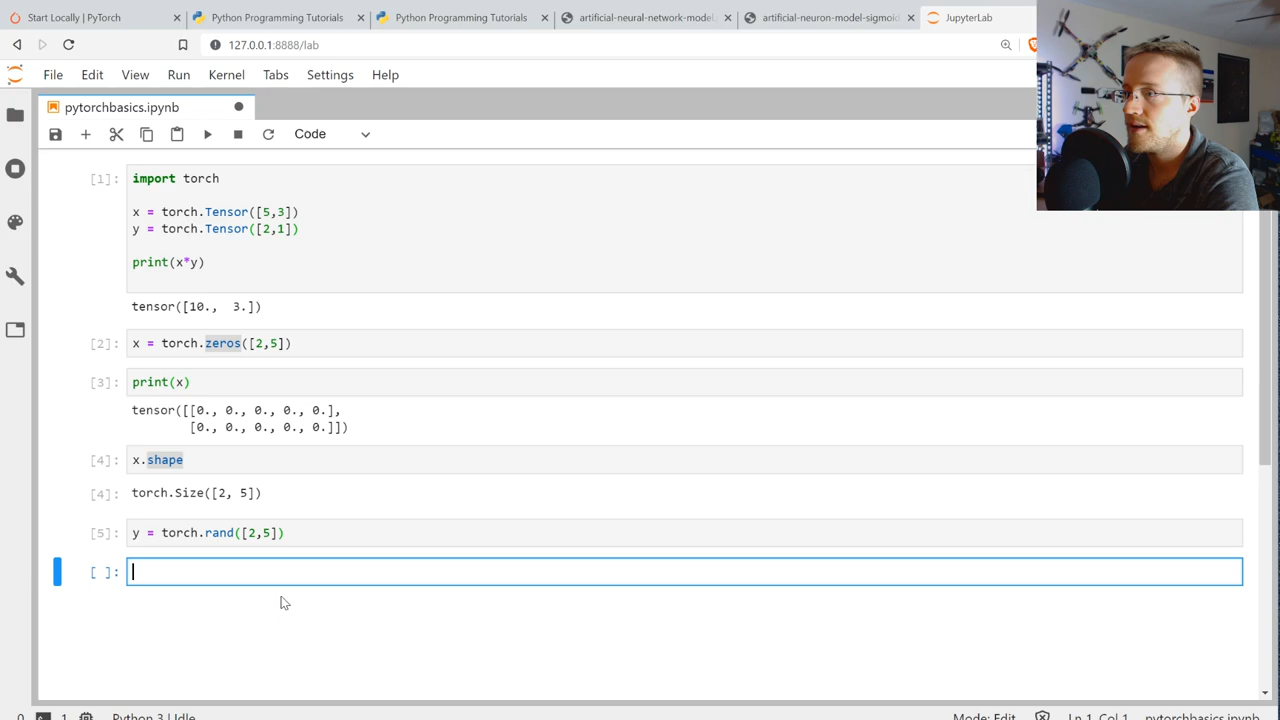 Start Locally | PyTorch
Python Programming Tutorials
Python Programming Tutorials
artificial-neural-network-model.
artificial-neuron-model-sigmoid
JupyterLab
127.0.0.1:8888/lab
File Edit View Run Kernel Tabs Settings Help
pytorchbasics.ipynb
Code
[1]: import torch
x = torch.Tensor([5,3])
y = torch.Tensor([2,1])
print(x*y)
tensor([10., 3.])
[2]: x = torch.zeros([2,5])
[3]: print(x)
tensor([[0., 0., 0., 0., 0.],
[0., 0., 0., 0., 0.]])
[4]: x.shape
[4]: torch.Size([2, 5])
[5]: y = torch.rand([2,5])
[ ]:
0 1 Python 3 | Idle Mode: Edit Ln 1, Col 1 pytorchbasics.ipynb